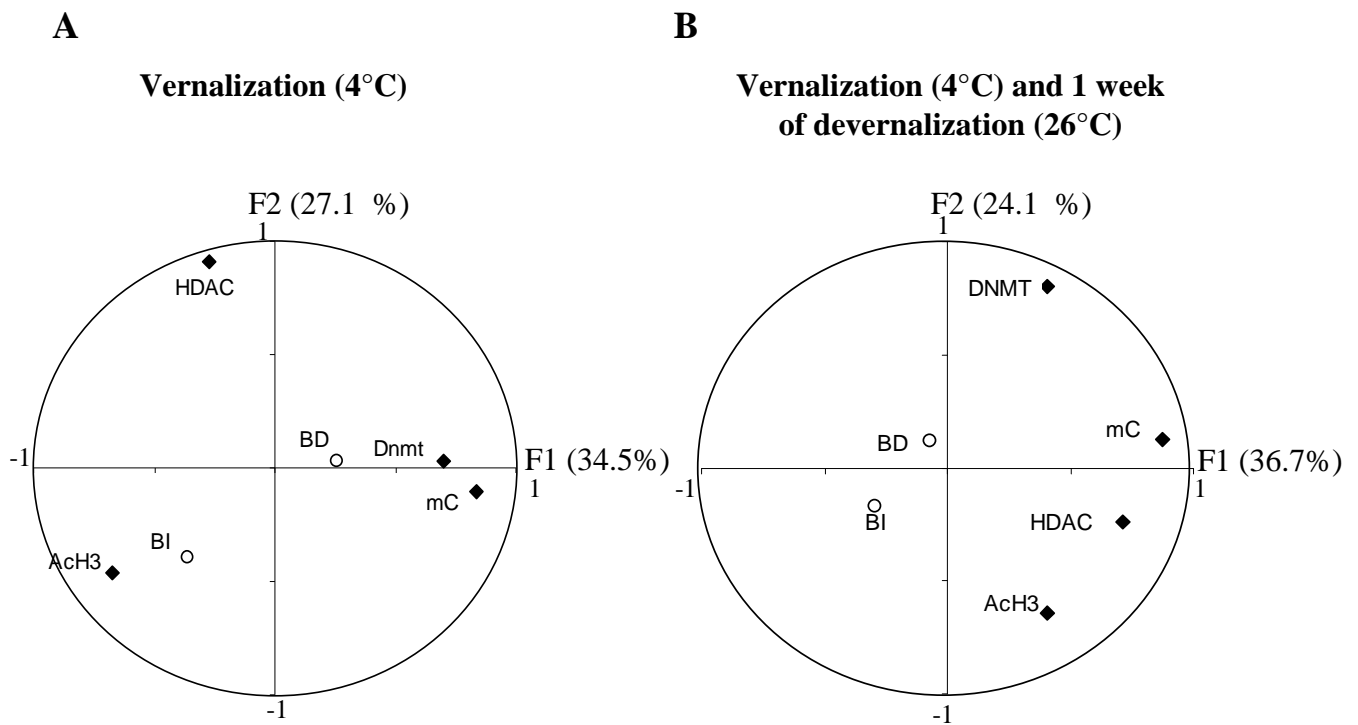 A
Vernalization (4°C)
F2 (27.1 %)
1
HDAC
BD
Dnmt
-1
F1 (34.5%)
mC
1
BI
AcH3
-1
B
Vernalization (4°C) and 1 week
of devernalization (26°C)
F2 (24.1 %)
1
DNMT
mC
BD
F1 (36.7%)
-1
1
BI
HDAC
AcH3
-1